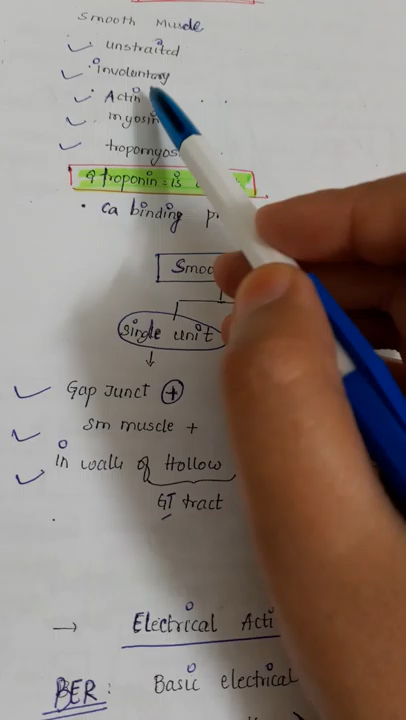 Smooth Muscle
unstraited
involuntary
Actin
myosin
tropomyos
troponin = is
Ca binding p
Smoo
single unit
Gap Junct +
Sm muscle +
in walls of Hollow
GI tract
→ Electrical Acti
BER: Basic electrical